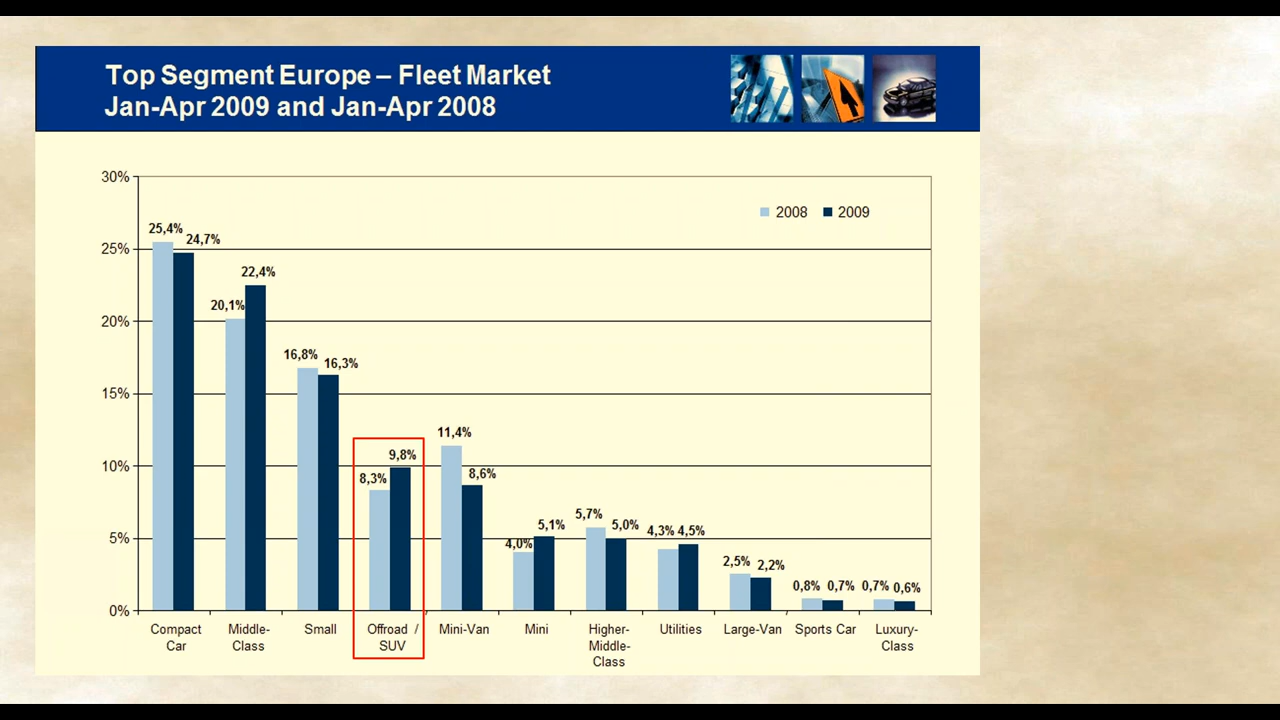 Top Segment Europe – Fleet Market
Jan-Apr 2009 and Jan-Apr 2008
30%
2008
2009
25,4%
24,7%
25%
22,4%
20,1%
20%
16,8%
16,3%
15%
11,4%
9,8%
10%
8,3%
8,6%
5,7%
5,1%
5,0%
4,3%
4,5%
5%
4,0%
2,5%
2,2%
0,8%
0,7%
0,7%
0,6%
0%
Compact
Car
Middle-
Class
Small
Offroad /
SUV
Mini-Van
Mini
Higher-
Middle-
Class
Utilities
Large-Van
Sports Car
Luxury-
Class